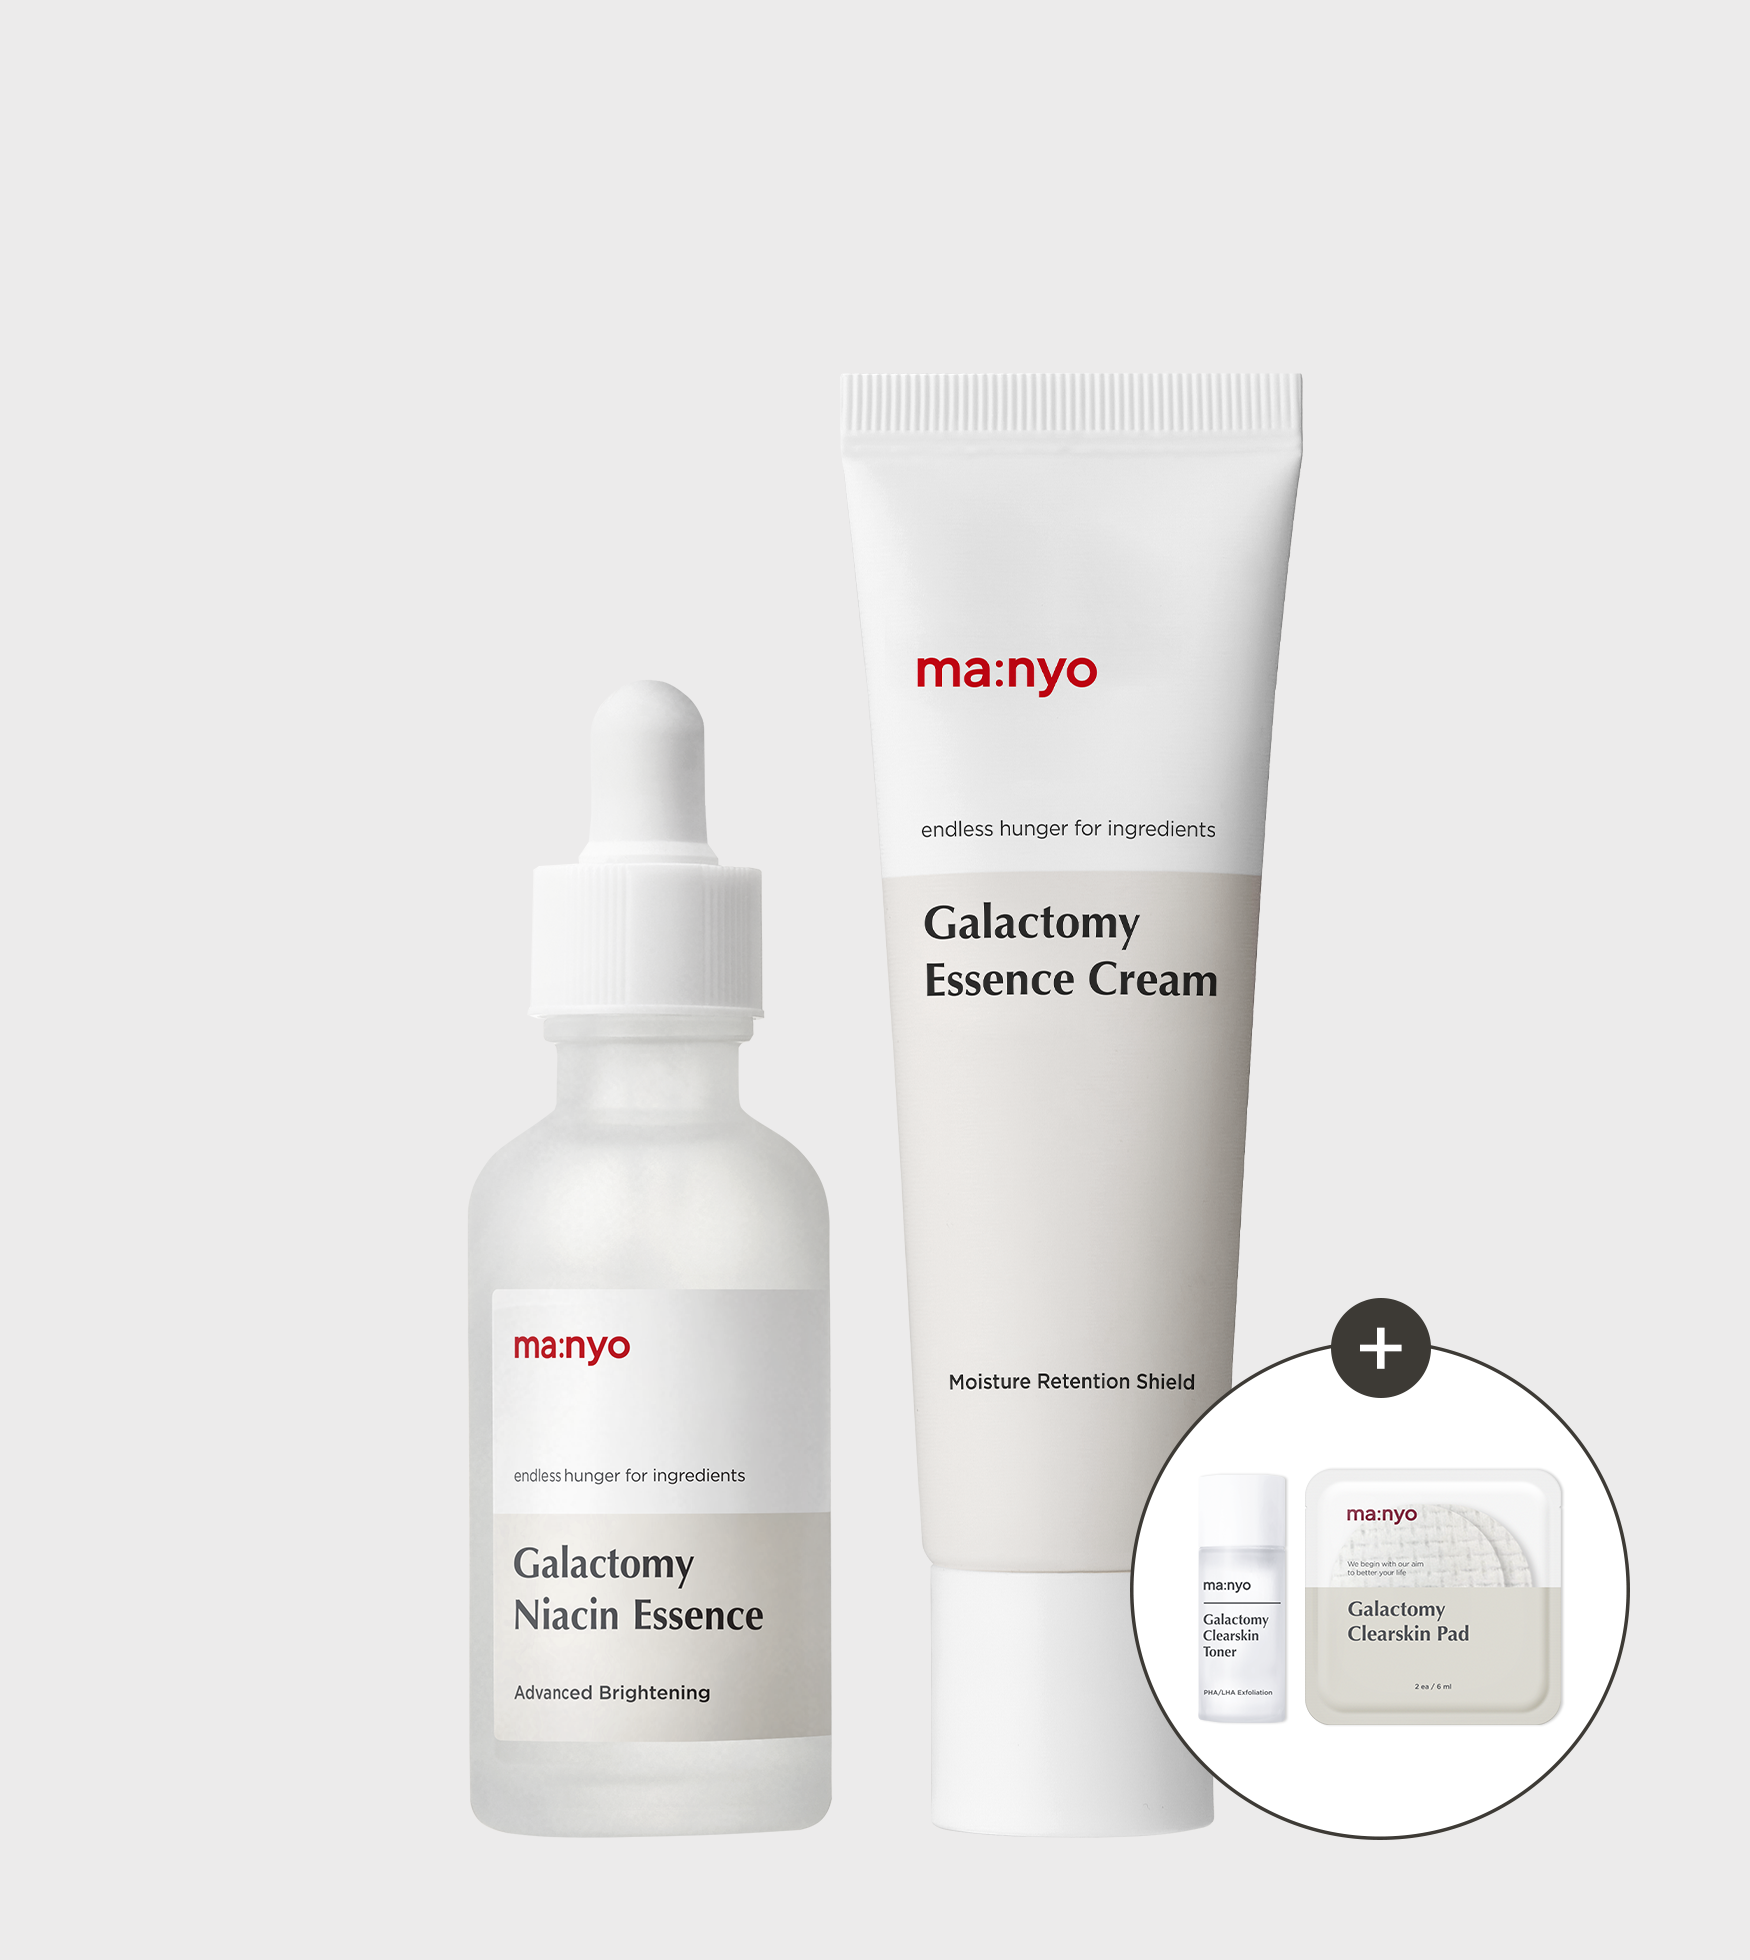 ma:nyo
endless hunger for ingredients
Galactomy
Essence Cream
Moisture Retention Shield
ma:nyo
endless hunger for ingredients
Galactomy
Niacin Essence
Advanced Brightening
+
ma:nyo
Galactomy
Clearskin
Toner
PHA/LHA Exfoliation
ma:nyo
We begin with our aim
to better your life
Galactomy
Clearskin Pad
2 ea / 6 ml